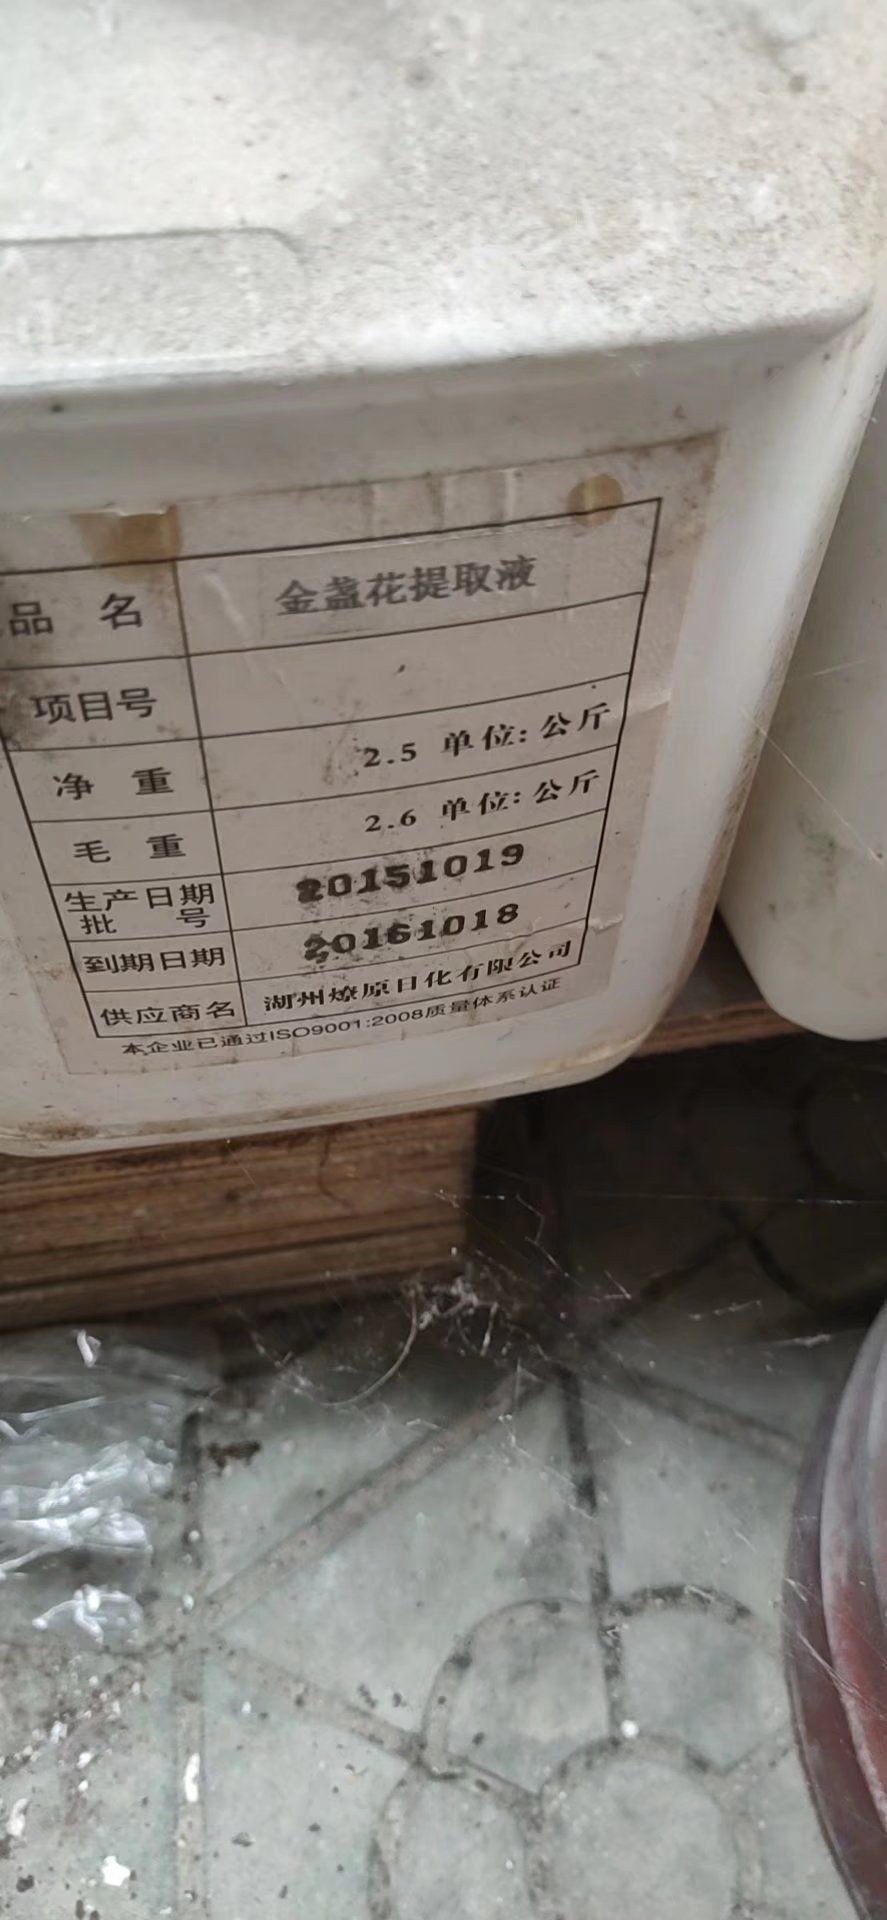 品 名 金盏花提取液
项目号
净 重 2.5 单位: 公斤
毛 重 2.6 单位: 公斤
生产日期
批 号 20151019
到期日期 20161018
供应商名 湖州燎原日化有限公司
本企业已通过ISO9001:2008质量体系认证